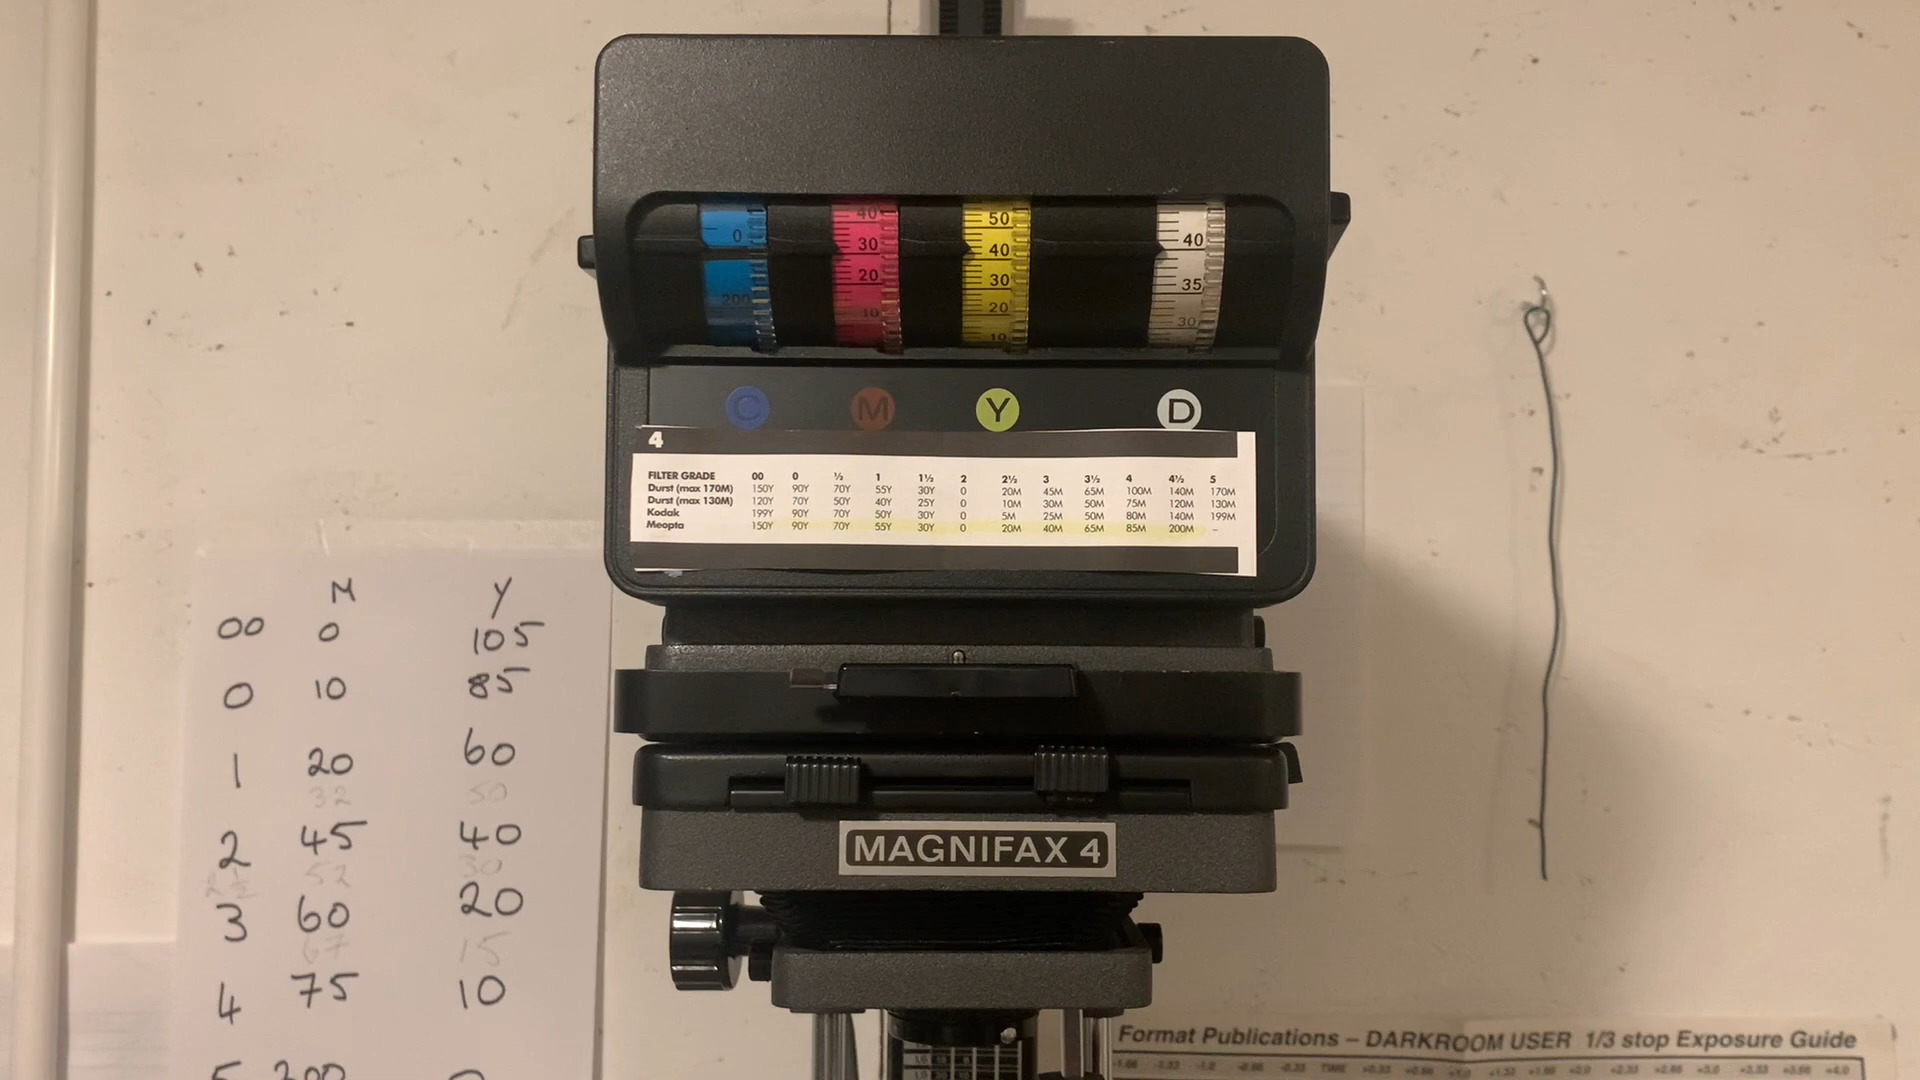 40 50
0 30 40 40
20 30 35
200 10 20 30
10
C M Y D
4
FILTER GRADE 00 0 ½ 1 1½ 2 2½ 3 3½ 4 4½ 5
Durst (max 170M) 150Y 90Y 70Y 55Y 30Y 0 20M 45M 65M 100M 140M 170M
Durst (max 130M) 120Y 70Y 50Y 40Y 25Y 0 10M 30M 50M 75M 120M 130M
Kodak 199Y 90Y 70Y 50Y 30Y 0 5M 25M 50M 80M 140M 199M
Meopta 150Y 90Y 70Y 55Y 30Y 0 20M 40M 65M 85M 200M –
M Y
00 0 105
0 10 85
1 20 60
32 50
2 45 40
52 30
3 60 20
67 15
4 75 10
5 200 0
MAGNIFAX 4
Format Publications – DARKROOM USER 1/3 stop Exposure Guide